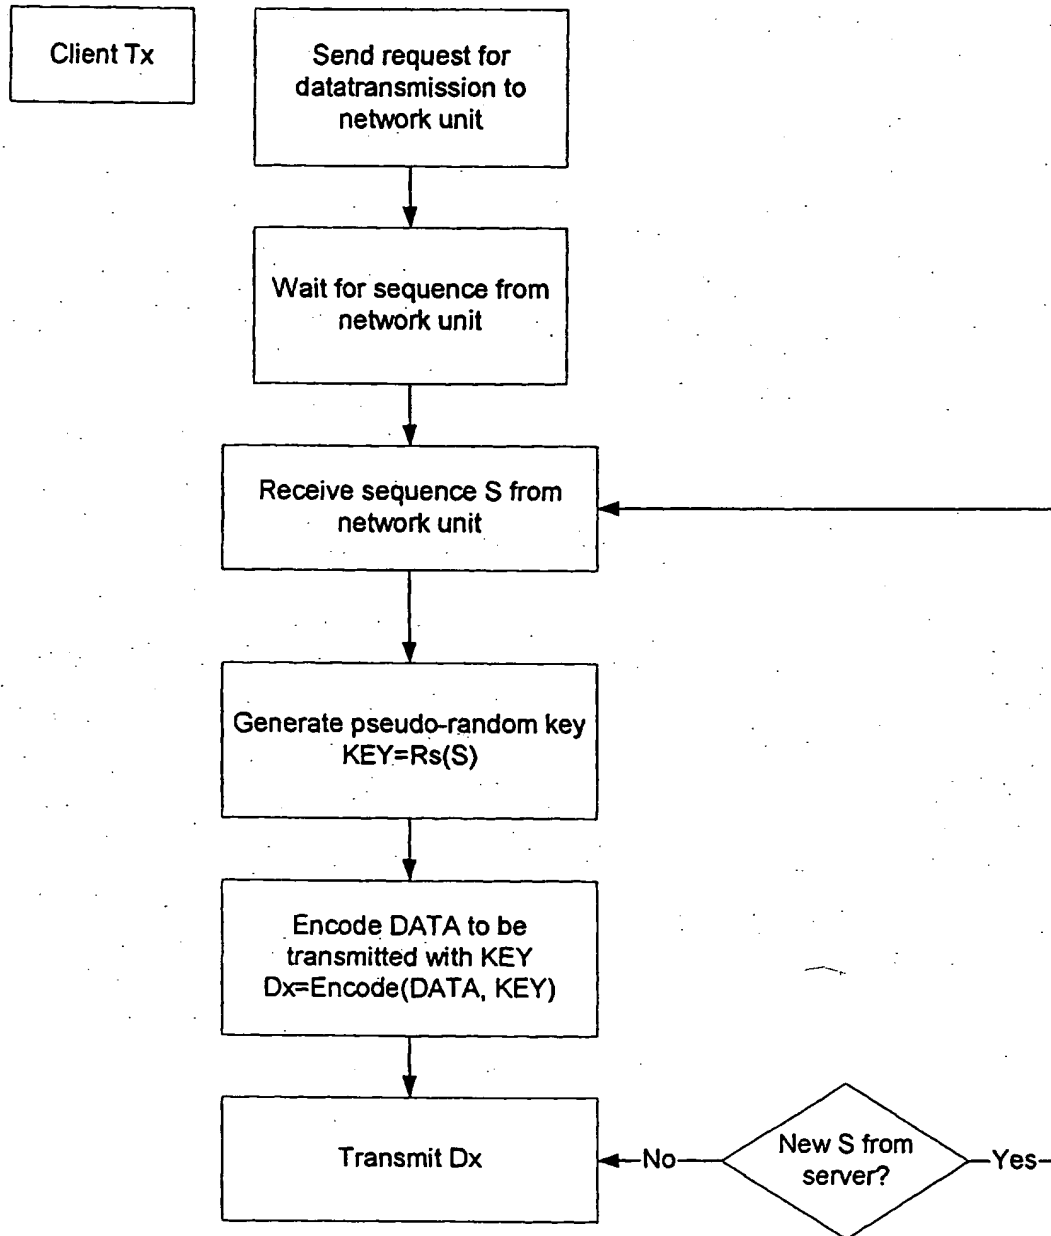 Client Tx
Send request for
datatransmission to
network unit
Wait for sequence from
network unit
Receive sequence S from
network unit
Generate pseudo-random key
KEY=Rs(S)
Encode DATA to be
transmitted with KEY
Dx=Encode(DATA, KEY)
Transmit Dx
No
New S from
server?
Yes